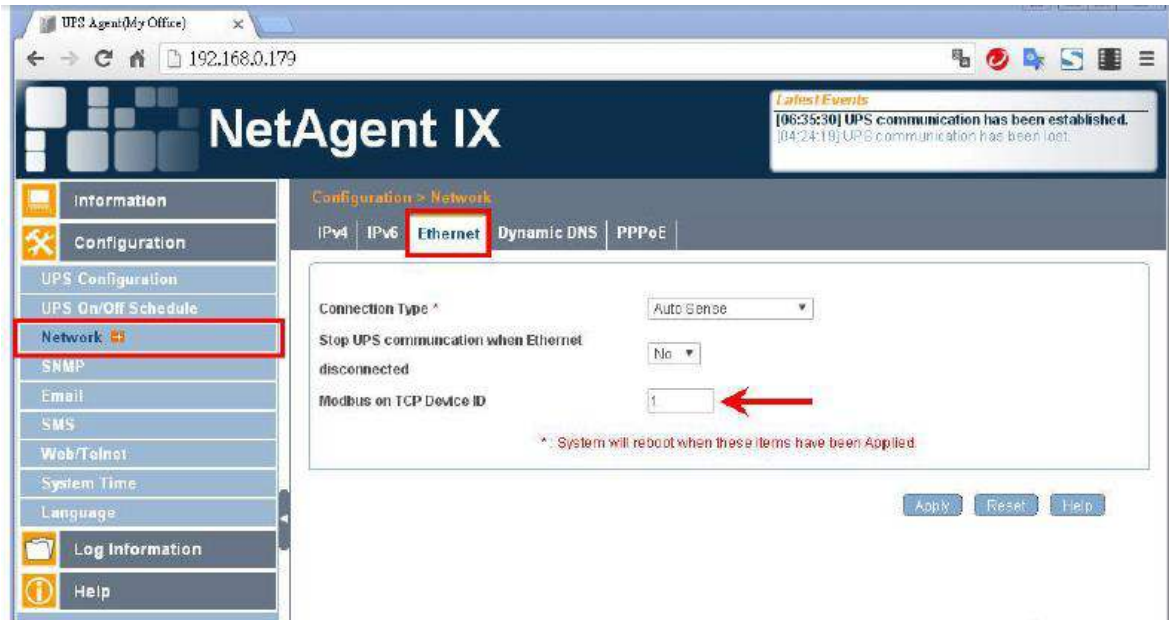 UPS Agent(My Office)
192.168.0.179
NetAgent IX
Latest Events
[06:35:30] UPS communication has been established.
[04:24:19] UPS communication has been lost.
Information
Configuration
UPS Configuration
UPS On/Off Schedule
Network
SNMP
Email
SMS
Web/Telnet
System Time
Language
Log Information
Help
Configuration > Network
IPv4 IPv6 Ethernet Dynamic DNS PPPoE
Connection Type *
Auto Sense
Stop UPS communcation when Ethernet
disconnected
No
Modbus on TCP Device ID
1
* : System will reboot when these items have been Applied.
Apply Reset Help